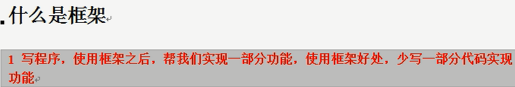 什么是框架
1 写程序，使用框架之后，帮我们实现一部分功能，使用框架好处，少写一部分代码实现
功能